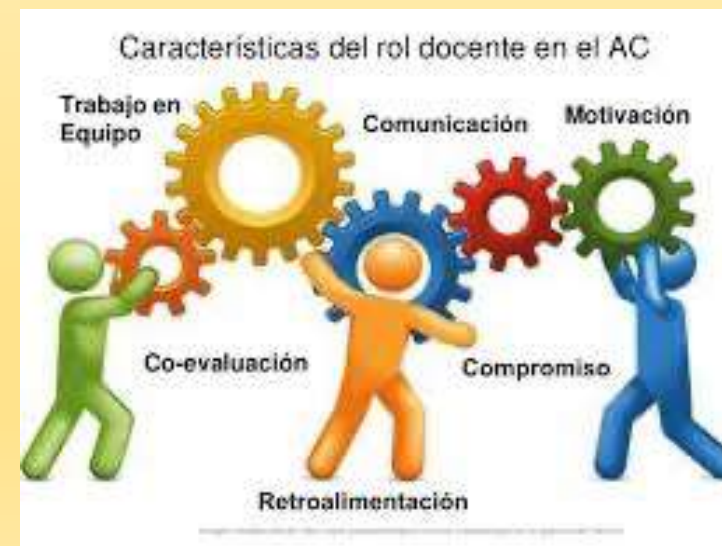 Características del rol docente en el AC
Trabajo en
Equipo
Comunicación
Motivación
Co-evaluación
Compromiso
Retroalimentación